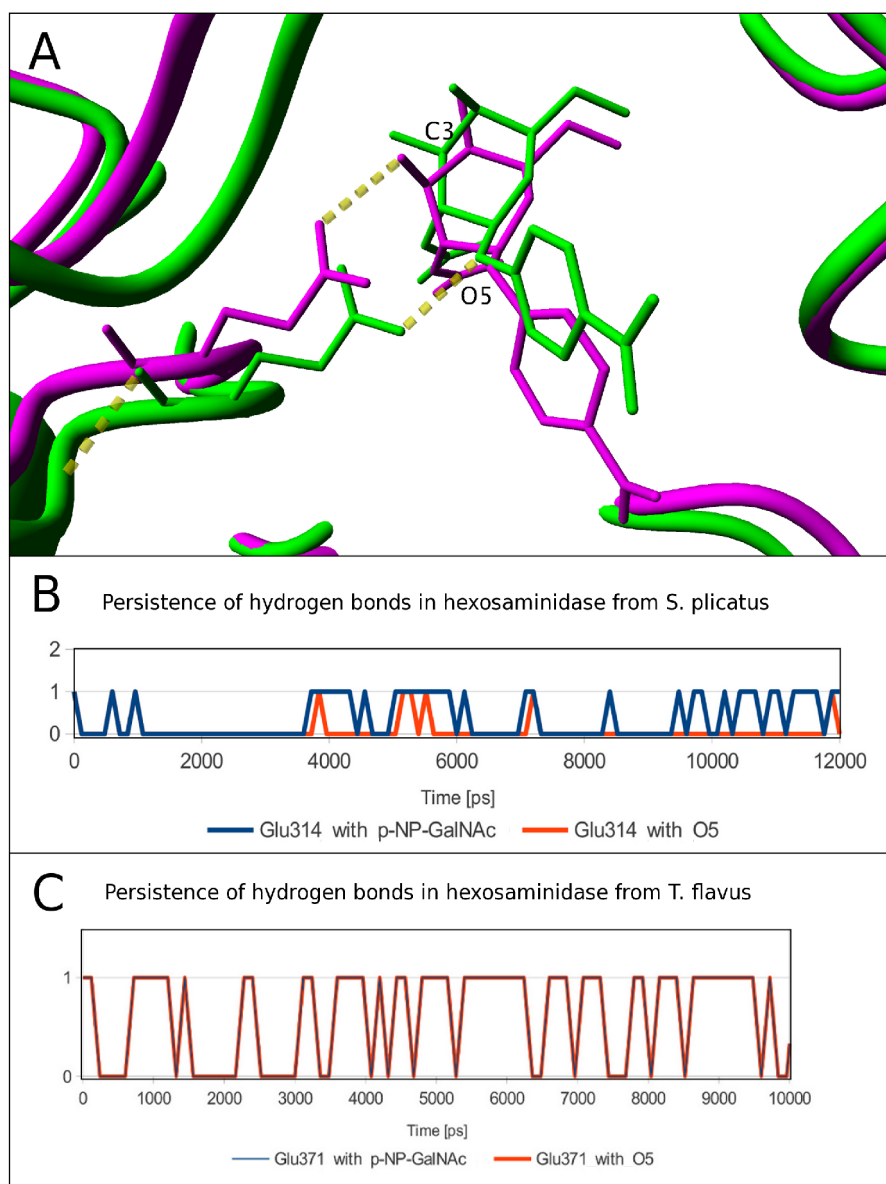 A
C3
O5
B
Persistence of hydrogen bonds in hexosaminidase from S. plicatus
2
1
0
0 2000 4000 6000 8000 10000 12000
Time [ps]
Glu314 with p-NP-GalNAc Glu314 with O5
C
Persistence of hydrogen bonds in hexosaminidase from T. flavus
1
0
0 1000 2000 3000 4000 5000 6000 7000 8000 9000 10000
Time [ps]
Glu371 with p-NP-GalNAc Glu371 with O5